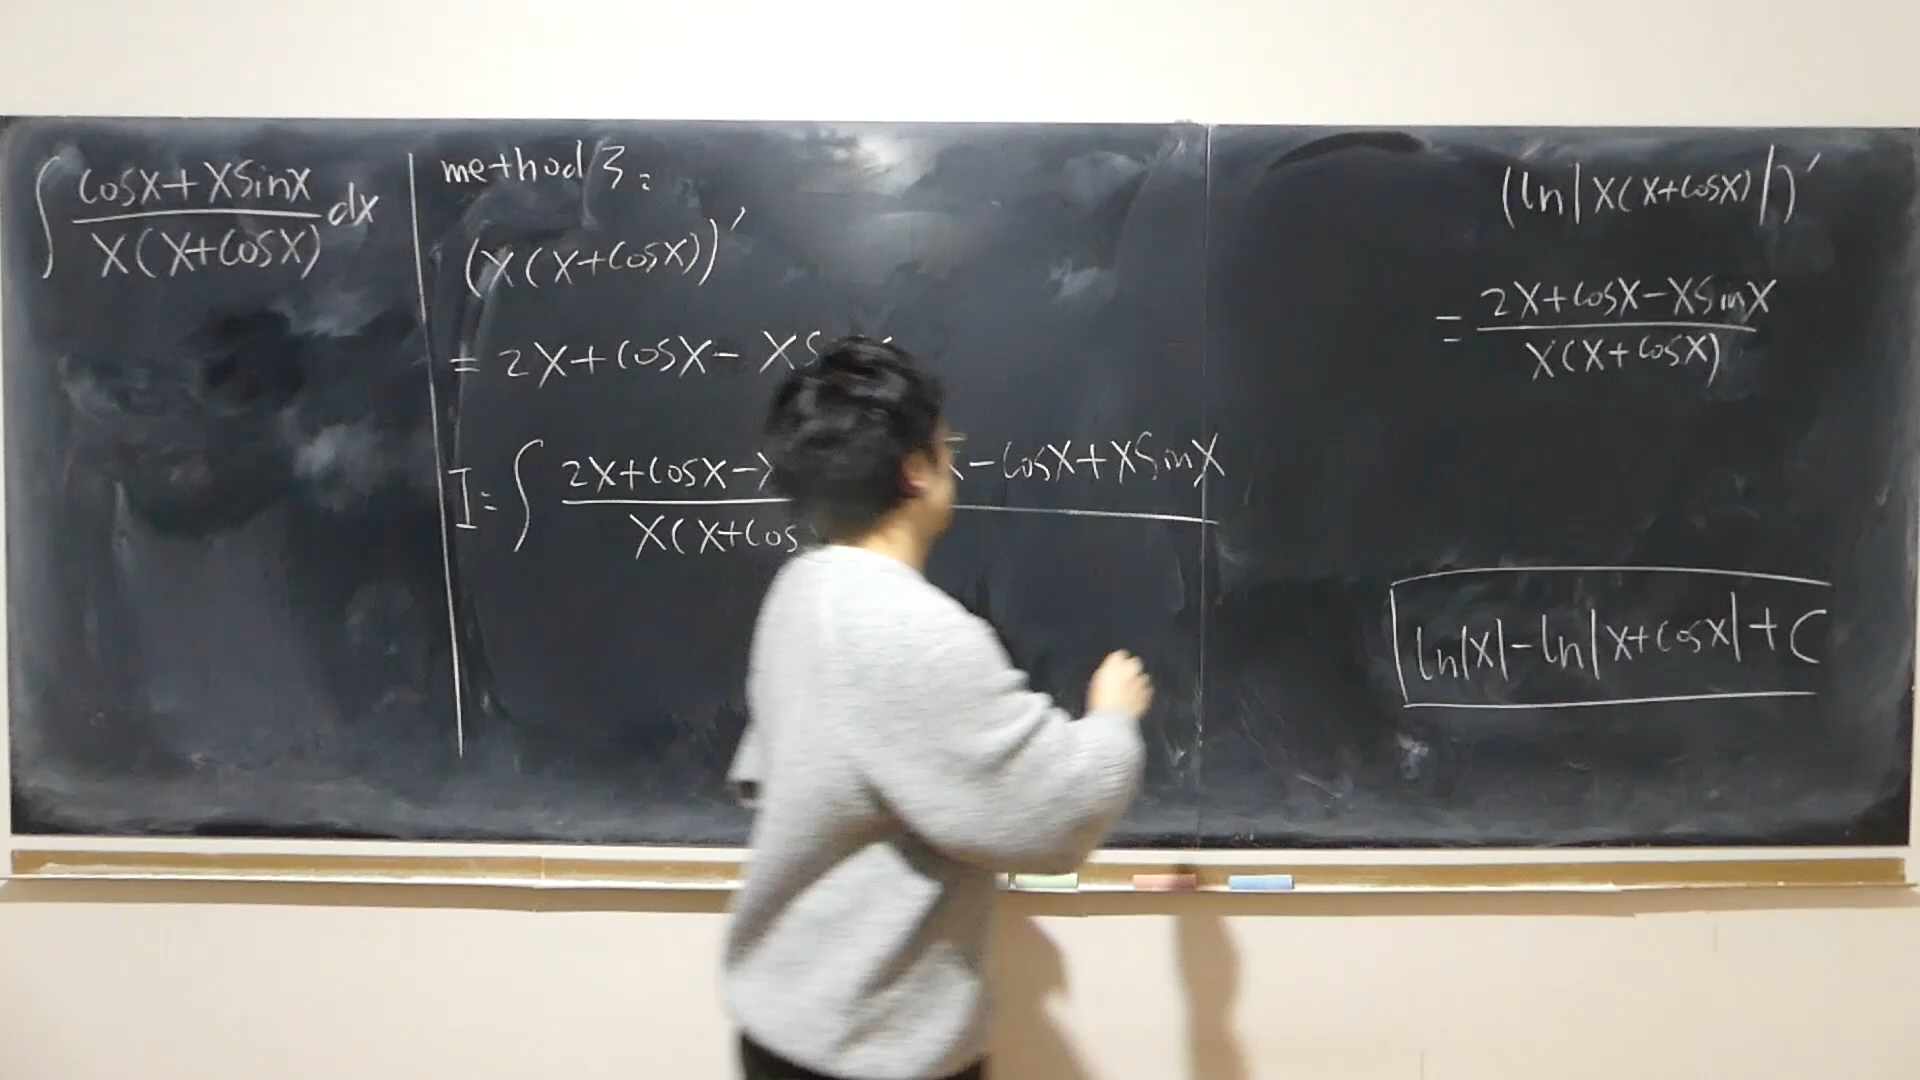 ∫ (cosx + xsinx) / (x(x+cosx)) dx
method 3:
(x(x+cosx))'
= 2x+cosx- xs
I = ∫ (2x+cosx-) / (x(x+cos)
-cosx+xsinx
(ln|x(x+cosx)|)'
= (2x+cosx-xsinx) / (x(x+cosx))
ln|x|-ln|x+cosx|+C